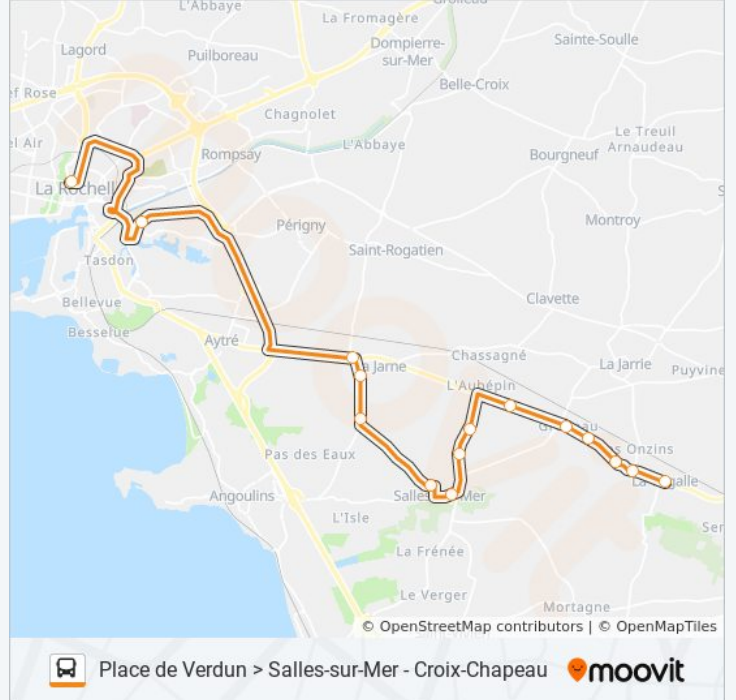 Groleau
L'Abbaye
La Fromagère
Lagord
Dompierre-
sur-Mer
Sainte-Soulle
Puilboreau
Belle-Croix
ef Rose
Chagnolet
Le Treuil
Arnaudeau
el Air
L'Abbaye
Rompsay
Bourgneuf
La Rochell
S
Périgny
Montroy
Saint-Rogatien
Tasdon
Bellevue
Clavette
Besselue
Aytré
Chassagné
a Jarne
La Jarrie
Puyvine
L'Aubépin
Pas des Eaux
s Onzins
Angoulins
Salles
Mer
galle
L'Isle
Ser
La Frénée
Le Verger
Mortagne
© OpenStreetMap contributors | © OpenMapTiles
Place de Verdun > Salles-sur-Mer - Croix-Chapeau
moovit